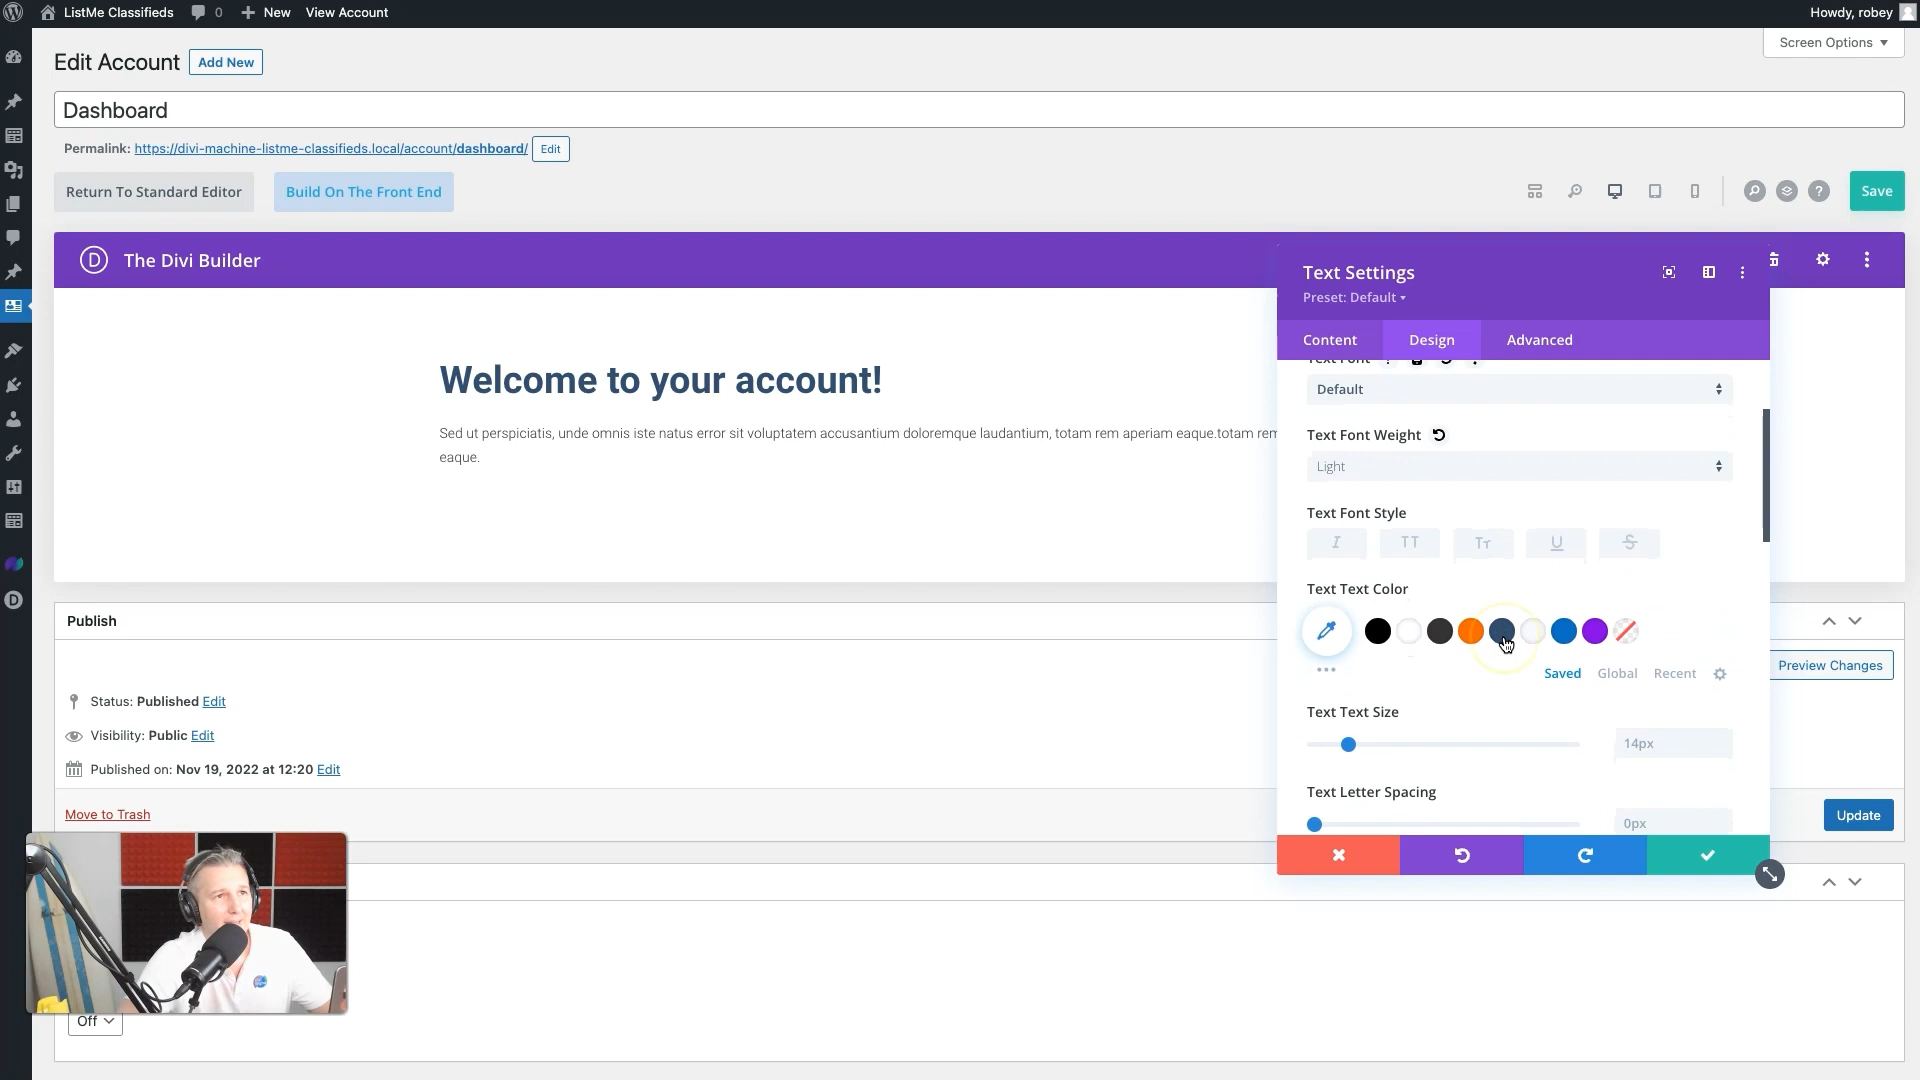 ListMe Classifieds 0 New View Account Howdy, robey
Screen Options
Edit Account Add New
Dashboard
Permalink: https://divi-machine-listme-classifieds.local/account/dashboard/ Edit
Return To Standard Editor Build On The Front End ? Save
D The Divi Builder
Text Settings
Preset: Default
Content Design Advanced
Text Font
Default
Text Font Weight
Light
Text Font Style
I TT TT U S
Text Text Color
Saved Global Recent
Text Text Size
14px
Text Letter Spacing
0px
Welcome to your account!
Sed ut perspiciatis, unde omnis iste natus error sit voluptatem accusantium doloremque laudantium, totam rem aperiam eaque.totam rem
eaque.
Publish
Preview Changes
Status: Published Edit
Visibility: Public Edit
Published on: Nov 19, 2022 at 12:20 Edit
Move to Trash Update
Off
D